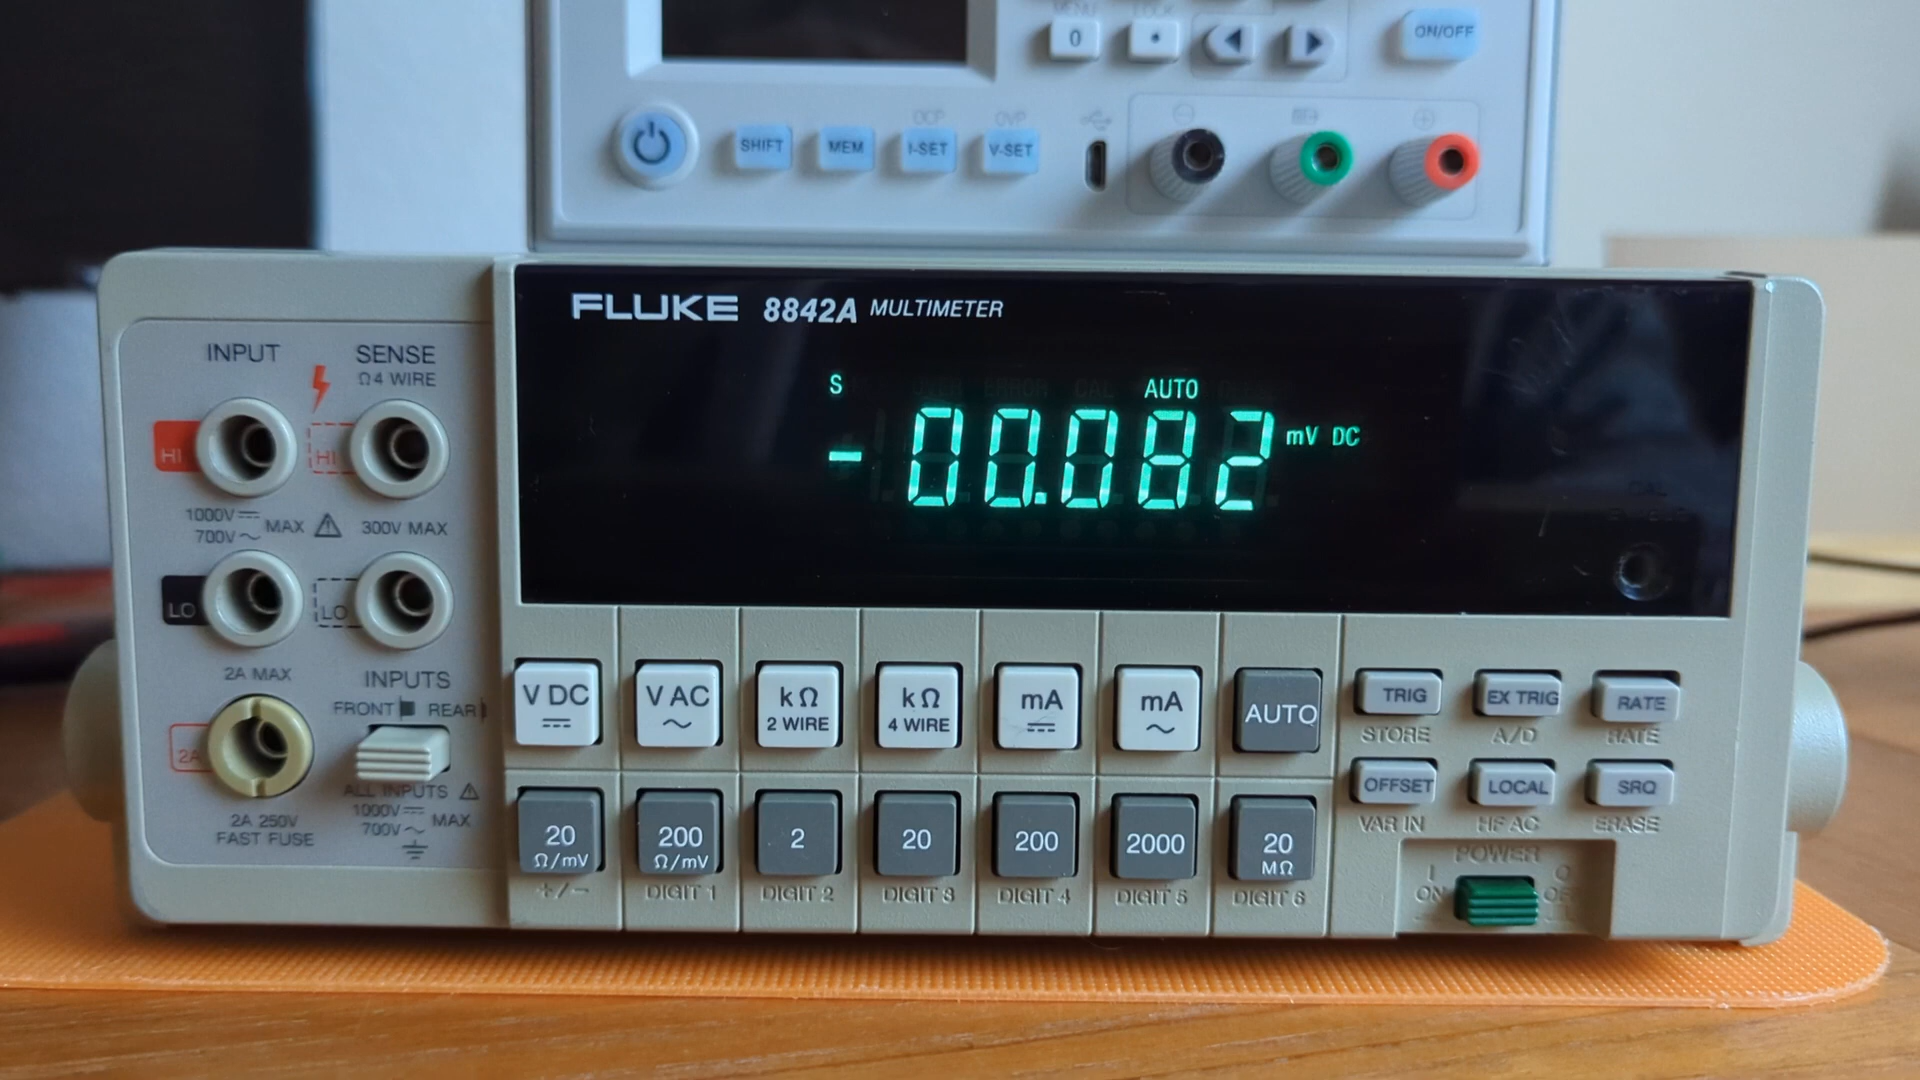 MENU LOCK
0 ON/OFF
OCP OVP
SHIFT MEM I-SET V-SET
FLUKE 8842A MULTIMETER
S AUTO
-00.082 mV DC
INPUT SENSE
Ω4 WIRE
HI HI
1000V MAX 300V MAX
700V
LO LO
2A MAX INPUTS
FRONT REAR
2A
ALL INPUTS
1000V MAX
700V
2A 250V
FAST FUSE
V DC V AC kΩ kΩ mA mA AUTO
2 WIRE 4 WIRE
20 200 2 20 200 2000 20
Ω/mV Ω/mV MΩ
+/− DIGIT 1 DIGIT 2 DIGIT 3 DIGIT 4 DIGIT 5 DIGIT 6
TRIG EX TRIG RATE
STORE A/D RATE
OFFSET LOCAL SRQ
VAR IN HF AC ERASE
POWER
I O
ON OFF